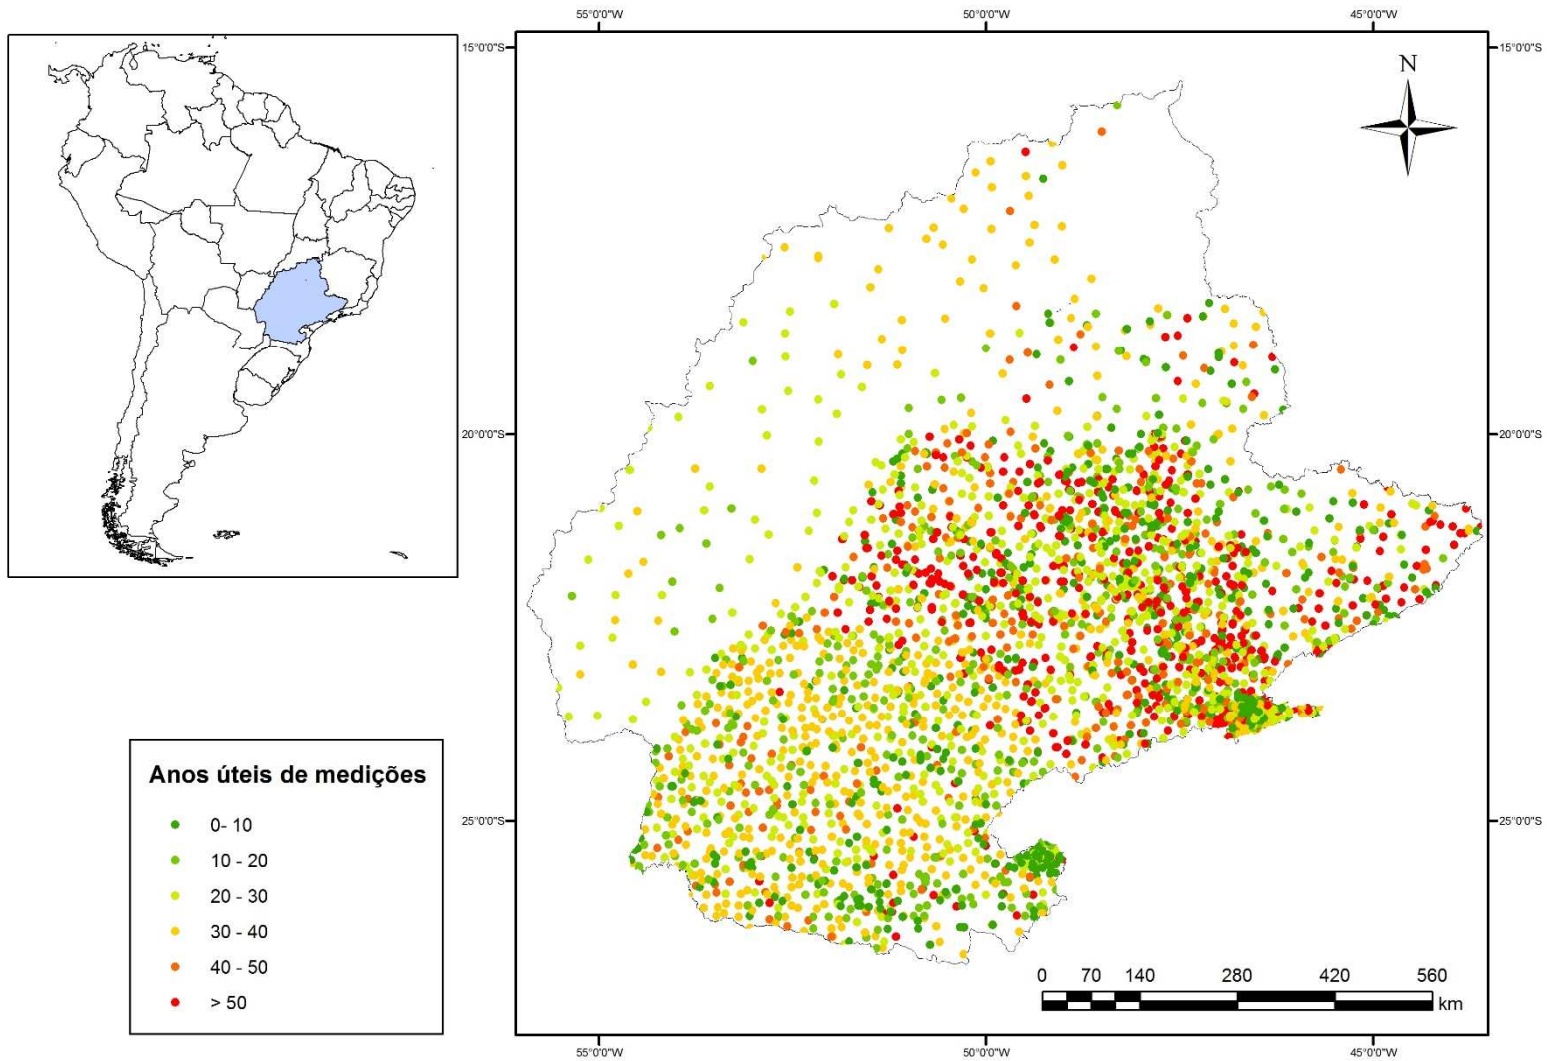 55°0'0"W 50°0'0"W 45°0'0"W
15°0'0"S 15°0'0"S
N
20°0'0"S 20°0'0"S
Anos úteis de medições
0- 10
10 - 20
20 - 30
30 - 40
40 - 50
> 50
25°0'0"S 25°0'0"S
0 70 140 280 420 560
km
55°0'0"W 50°0'0"W 45°0'0"W